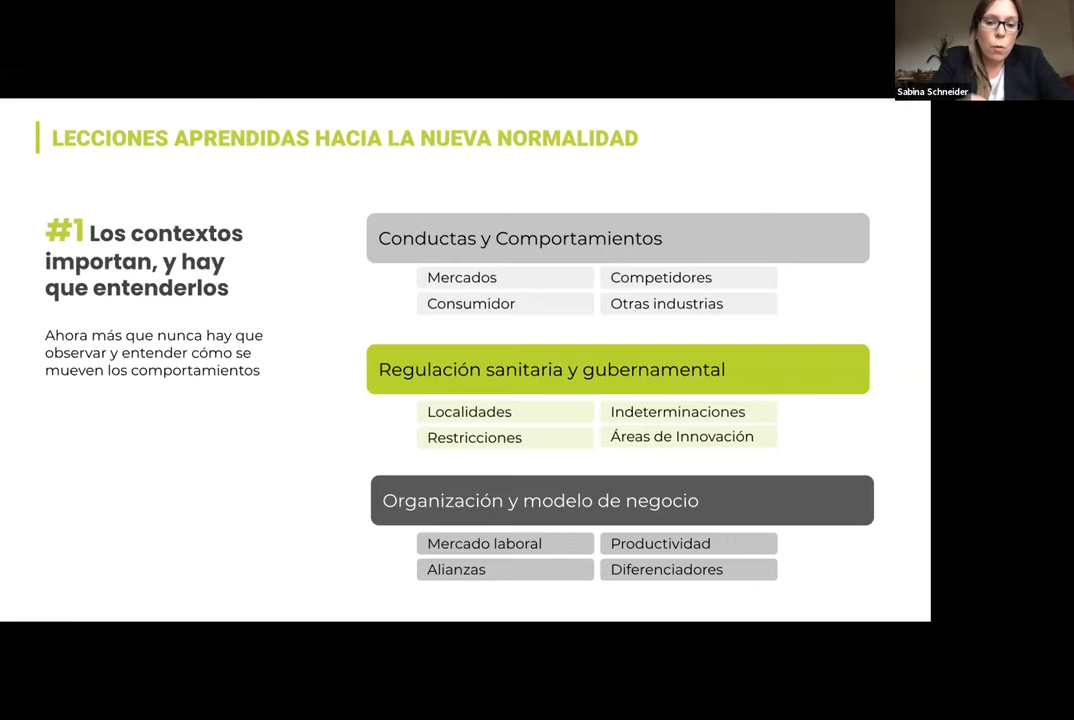 Sabina Schneider
LECCIONES APRENDIDAS HACIA LA NUEVA NORMALIDAD
#1 Los contextos
importan, y hay
que entenderlos
Ahora más que nunca hay que
observar y entender cómo se
mueven los comportamientos
Conductas y Comportamientos
Mercados
Competidores
Consumidor
Otras industrias
Regulación sanitaria y gubernamental
Localidades
Indeterminaciones
Restricciones
Áreas de Innovación
Organización y modelo de negocio
Mercado laboral
Productividad
Alianzas
Diferenciadores